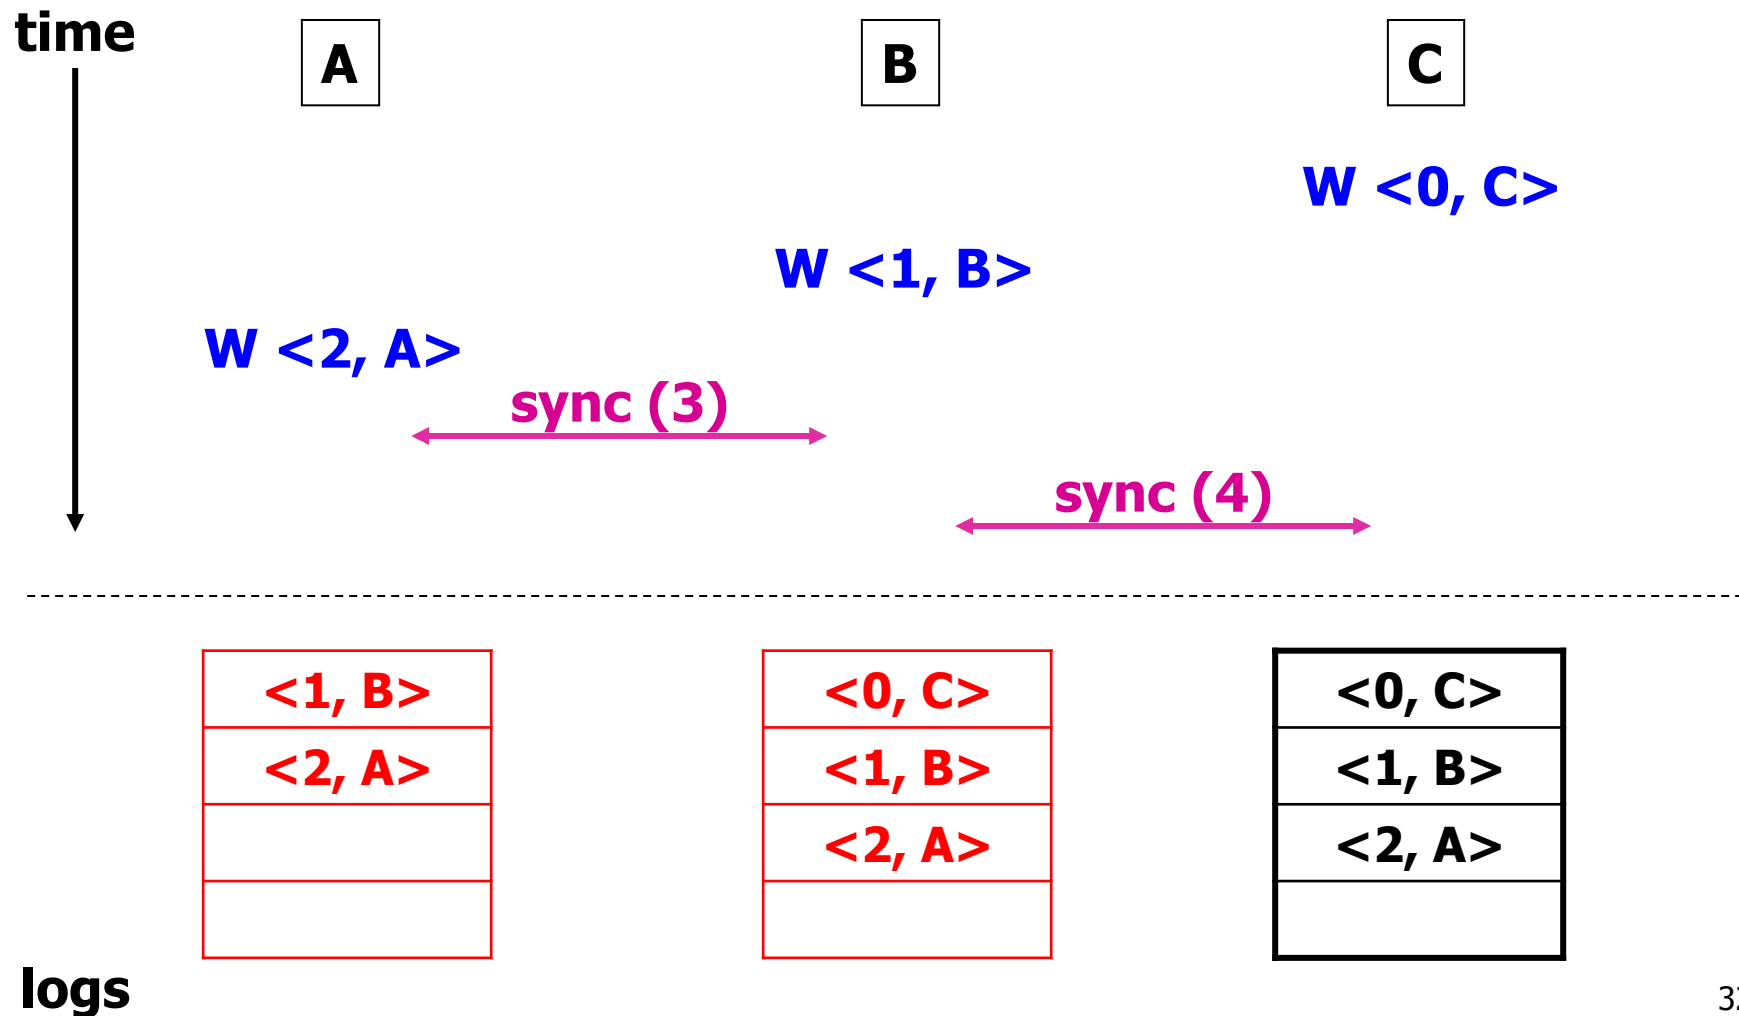 time
A B C
W <0, C>
W <1, B>
W <2, A>
sync (3)
sync (4)
<1, B> <0, C> <0, C>
<2, A> <1, B> <1, B>
<2, A> <2, A>
logs